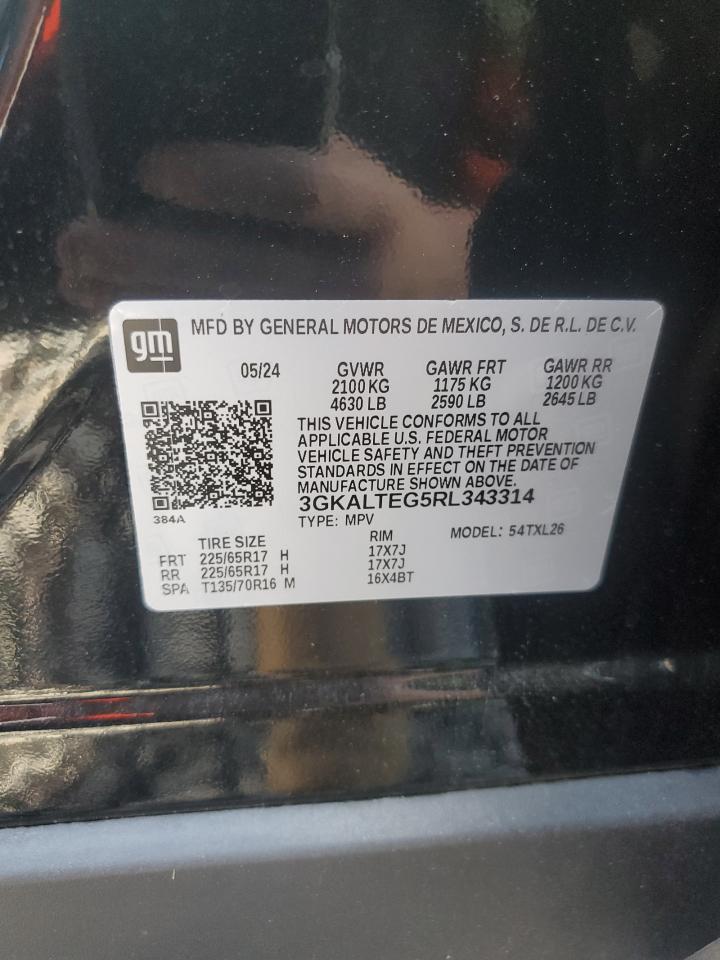 gm MFD BY GENERAL MOTORS DE MEXICO, S. DE R.L. DE C.V.
05/24 GVWR GAWR FRT GAWR RR
2100 KG 1175 KG 1200 KG
4630 LB 2590 LB 2645 LB
THIS VEHICLE CONFORMS TO ALL
APPLICABLE U.S. FEDERAL MOTOR
VEHICLE SAFETY AND THEFT PREVENTION
STANDARDS IN EFFECT ON THE DATE OF
MANUFACTURE SHOWN ABOVE.
3GKALTEG5RL343314
384A TYPE: MPV MODEL: 54TXL26
TIRE SIZE RIM
FRT 225/65R17 H 17X7J
RR 225/65R17 H 17X7J
SPA T135/70R16 M 16X4BT